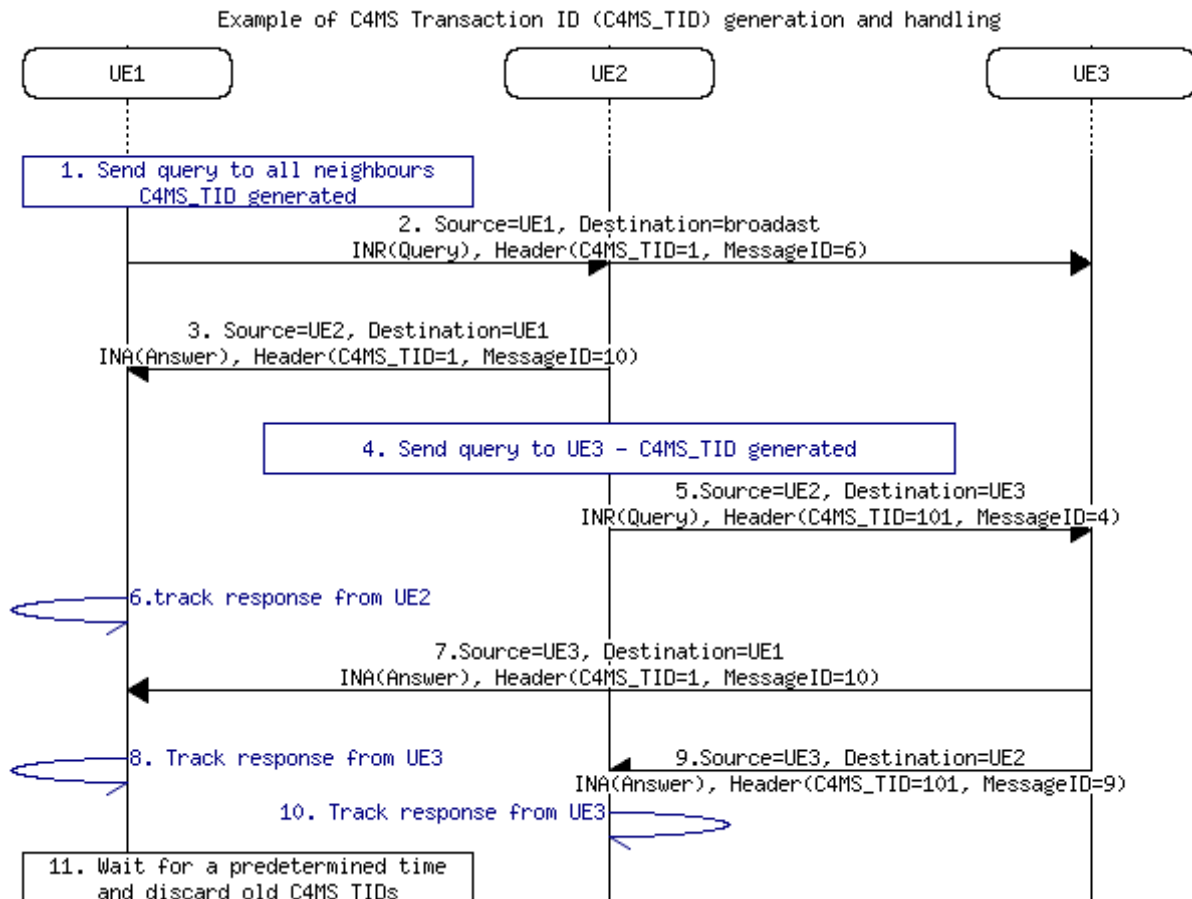 Example of C4MS Transaction ID (C4MS_TID) generation and handling
UE1
UE2
UE3
1. Send query to all neighbours
C4MS_TID generated
2. Source=UE1, Destination=broadast
INR(Query), Header(C4MS_TID=1, MessageID=6)
3. Source=UE2, Destination=UE1
INA(Answer), Header(C4MS_TID=1, MessageID=10)
4. Send query to UE3 - C4MS_TID generated
5.Source=UE2, Destination=UE3
INR(Query), Header(C4MS_TID=101, MessageID=4)
6.track response from UE2
7.Source=UE3, Destination=UE1
INA(Answer), Header(C4MS_TID=1, MessageID=10)
8. Track response from UE3
9.Source=UE3, Destination=UE2
INA(Answer), Header(C4MS_TID=101, MessageID=9)
10. Track response from UE3
11. Wait for a predetermined time
and discard old C4MS TIDs